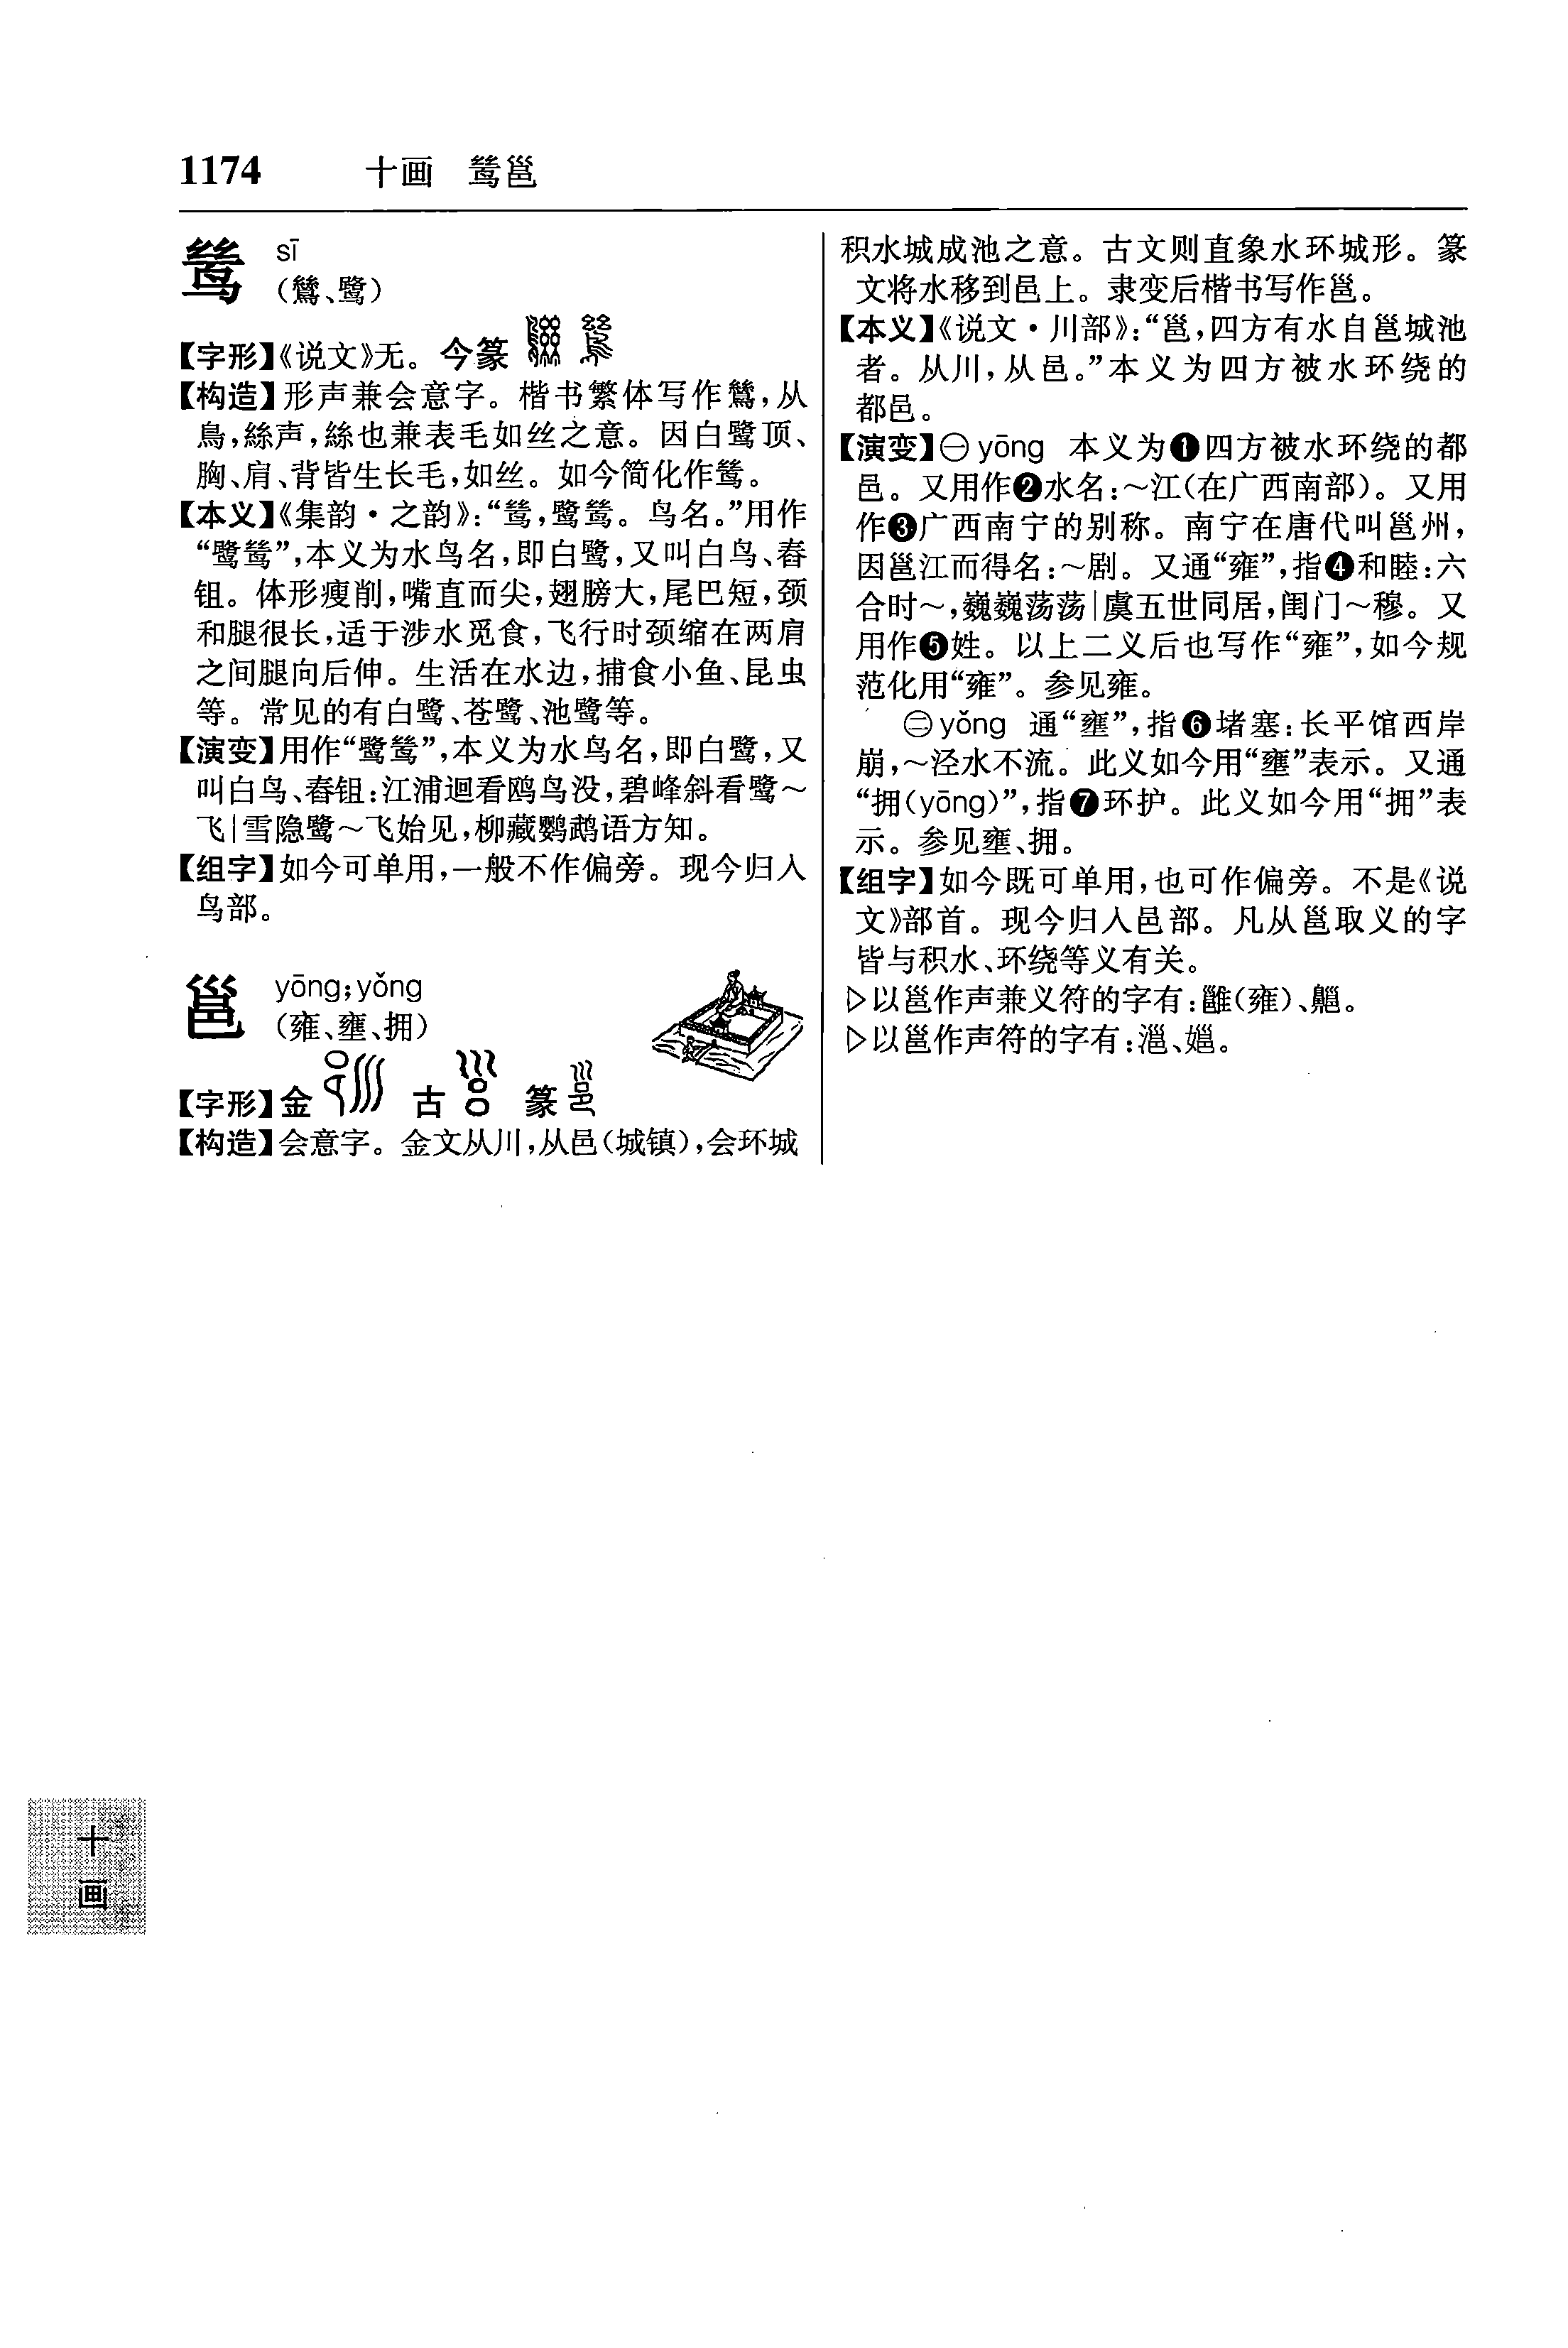 1174 十画 鸶邕
鸶 sī
（鷥、鹭）
【字形】《说文》无。今篆
【构造】形声兼会意字。楷书繁体写作鷥，从
鳥，絲声，絲也兼表毛如丝之意。因白鹭顶、
胸、肩、背皆生长毛，如丝。如今简化作鸶。
【本义】《集韵·之韵》：“鸶，鹭鸶。鸟名。”用作
“鹭鸶”，本义为水鸟名，即白鹭，又叫白鸟、舂
锄。体形瘦削，嘴直而尖，翅膀大，尾巴短，颈
和腿很长，适于涉水觅食，飞行时颈缩在两肩
之间腿向后伸。生活在水边，捕食小鱼、昆虫
等。常见的有白鹭、苍鹭、池鹭等。
【演变】用作“鹭鸶”，本义为水鸟名，即白鹭，又
叫白鸟、舂锄：江浦迴看鸥鸟没，碧峰斜看鹭～
飞|雪隐鹭～飞始见，柳藏鹦鹉语方知。
【组字】如今可单用，一般不作偏旁。现今归入
鸟部。
邕 yōng；yǒng
（雍、壅、拥）
【字形】金 古 篆
【构造】会意字。金文从川，从邑（城镇），会环城
积水城成池之意。古文则直象水环城形。篆
文将水移到邑上。隶变后楷书写作邕。
【本义】《说文·川部》：“邕，四方有水自邕城池
者。从川，从邑。”本义为四方被水环绕的
都邑。
【演变】㊀yōng 本义为❶四方被水环绕的都
邑。又用作❷水名：～江（在广西南部）。又用
作❸广西南宁的别称。南宁在唐代叫邕州，
因邕江而得名：～剧。又通“雍”，指❹和睦：六
合时～，巍巍荡荡|虞五世同居，闺门～穆。又
用作❺姓。以上二义后也写作“雍”，如今规
范化用“雍”。参见雍。
㊁yǒng 通“壅”，指❻堵塞：长平馆西岸
崩，～泾水不流。此义如今用“壅”表示。又通
“拥（yōng）”，指❼环护。此义如今用“拥”表
示。参见壅、拥。
【组字】如今既可单用，也可作偏旁。不是《说
文》部首。现今归入邑部。凡从邕取义的字
皆与积水、环绕等义有关。
▷以邕作声兼义符的字有：雝（雍）、齆。
▷以邕作声符的字有：滬、㜉。
十
画